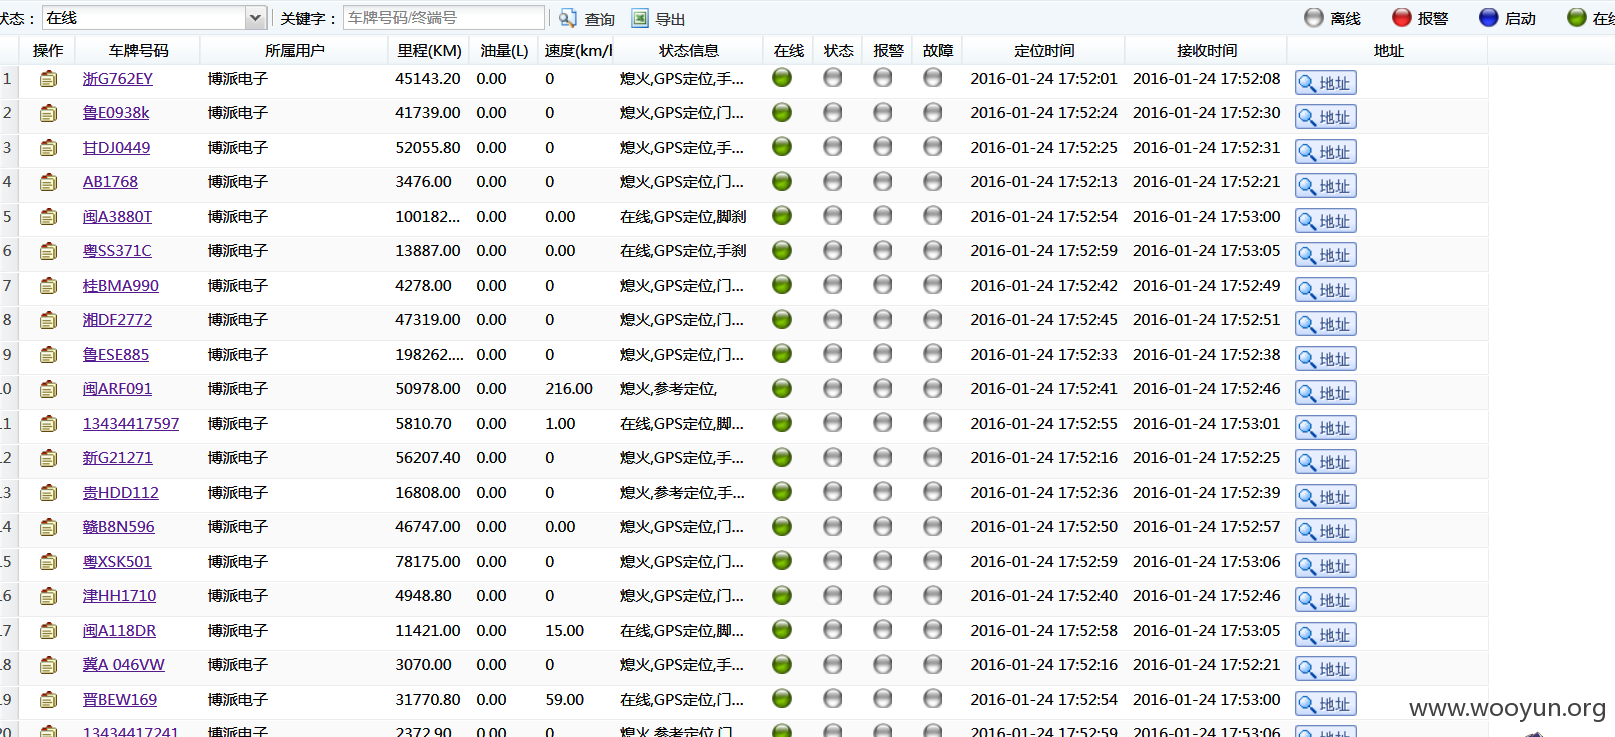 状态： 在线 关键字： 车牌号码/终端号 查询 导出 离线 报警 启动 在线
操作 车牌号码 所属用户 里程(KM) 油量(L) 速度(km/h 状态信息 在线 状态 报警 故障 定位时间 接收时间 地址
1 浙G762EY 博派电子 45143.20 0.00 0 熄火,GPS定位,手... 2016-01-24 17:52:01 2016-01-24 17:52:08 地址
2 鲁E0938k 博派电子 41739.00 0.00 0 熄火,GPS定位,门... 2016-01-24 17:52:24 2016-01-24 17:52:30 地址
3 甘DJ0449 博派电子 52055.80 0.00 0 熄火,GPS定位,手... 2016-01-24 17:52:25 2016-01-24 17:52:31 地址
4 AB1768 博派电子 3476.00 0.00 0 熄火,GPS定位,门... 2016-01-24 17:52:13 2016-01-24 17:52:21 地址
5 闽A3880T 博派电子 100182... 0.00 0.00 在线,GPS定位,脚刹 2016-01-24 17:52:54 2016-01-24 17:53:00 地址
6 粤SS371C 博派电子 13887.00 0.00 0.00 在线,GPS定位,手刹 2016-01-24 17:52:59 2016-01-24 17:53:05 地址
7 桂BMA990 博派电子 4278.00 0.00 0 熄火,GPS定位,门... 2016-01-24 17:52:42 2016-01-24 17:52:49 地址
8 湘DF2772 博派电子 47319.00 0.00 0 熄火,GPS定位,门... 2016-01-24 17:52:45 2016-01-24 17:52:51 地址
9 鲁ESE885 博派电子 198262.... 0.00 0 熄火,GPS定位,门... 2016-01-24 17:52:33 2016-01-24 17:52:38 地址
10 闽ARF091 博派电子 50978.00 0.00 216.00 熄火,参考定位, 2016-01-24 17:52:41 2016-01-24 17:52:46 地址
11 13434417597 博派电子 5810.70 0.00 1.00 在线,GPS定位,脚... 2016-01-24 17:52:55 2016-01-24 17:53:01 地址
12 新G21271 博派电子 56207.40 0.00 0 熄火,GPS定位,手... 2016-01-24 17:52:16 2016-01-24 17:52:25 地址
13 贵HDD112 博派电子 16808.00 0.00 0 熄火,参考定位,手... 2016-01-24 17:52:36 2016-01-24 17:52:39 地址
14 赣B8N596 博派电子 46747.00 0.00 0.00 熄火,GPS定位,门... 2016-01-24 17:52:50 2016-01-24 17:52:57 地址
15 粤XSK501 博派电子 78175.00 0.00 0 熄火,GPS定位,门... 2016-01-24 17:52:59 2016-01-24 17:53:06 地址
16 津HH1710 博派电子 4948.80 0.00 0 熄火,GPS定位,门... 2016-01-24 17:52:40 2016-01-24 17:52:46 地址
17 闽A118DR 博派电子 11421.00 0.00 15.00 在线,GPS定位,脚... 2016-01-24 17:52:58 2016-01-24 17:53:05 地址
18 冀A 046VW 博派电子 3070.00 0.00 0 熄火,GPS定位,手... 2016-01-24 17:52:16 2016-01-24 17:52:21 地址
19 晋BEW169 博派电子 31770.80 0.00 59.00 在线,GPS定位,门... 2016-01-24 17:52:54 2016-01-24 17:53:00 地址
20 13434417241 博派电子 2372.90 0.00 0 熄火,参考定位,门... 2016-01-24 17:52:59 2016-01-24 17:53:06 地址
www.wooyun.org